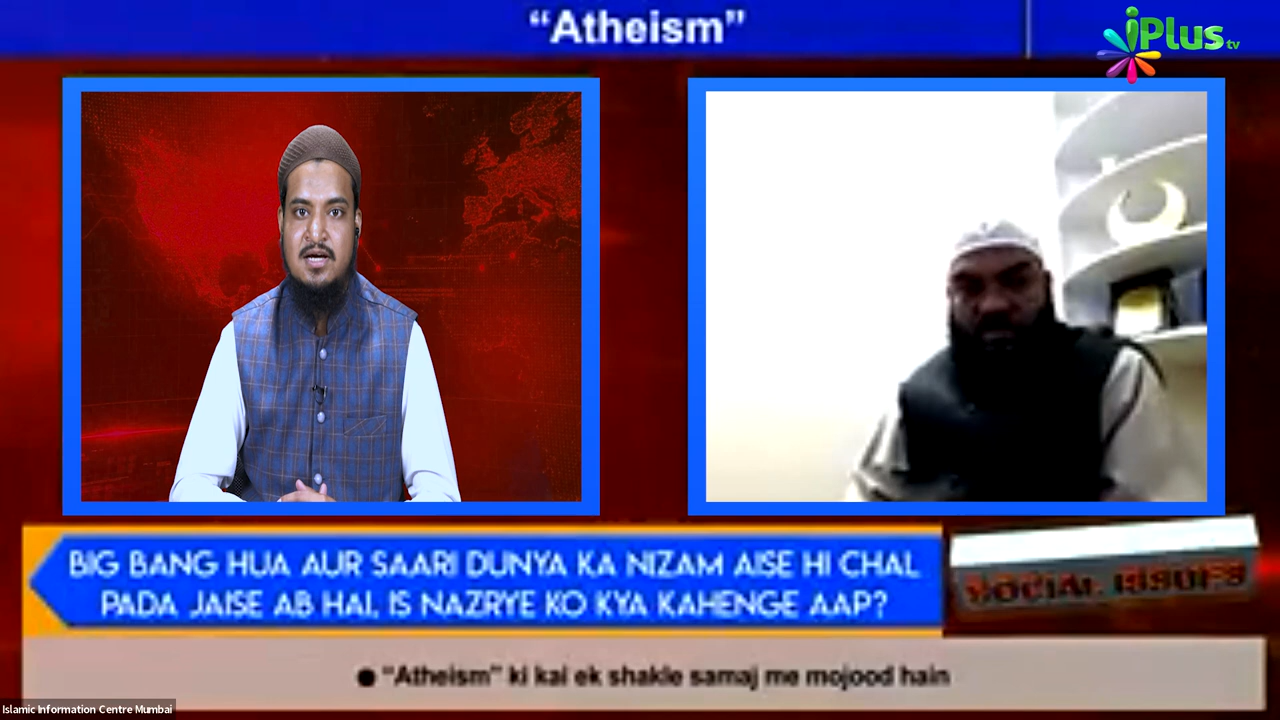 “Atheism”
iPlus tv
BIG BANG HUA AUR SAARI DUNYA KA NIZAM AISE HI CHAL
PADA JAISE AB HAI, IS NAZRYE KO KYA KAHENGE AAP?
SOCIAL ISSUES
● “Atheism” ki kai ek shakle samaj me mojood hain
Islamic Information Centre Mumbai